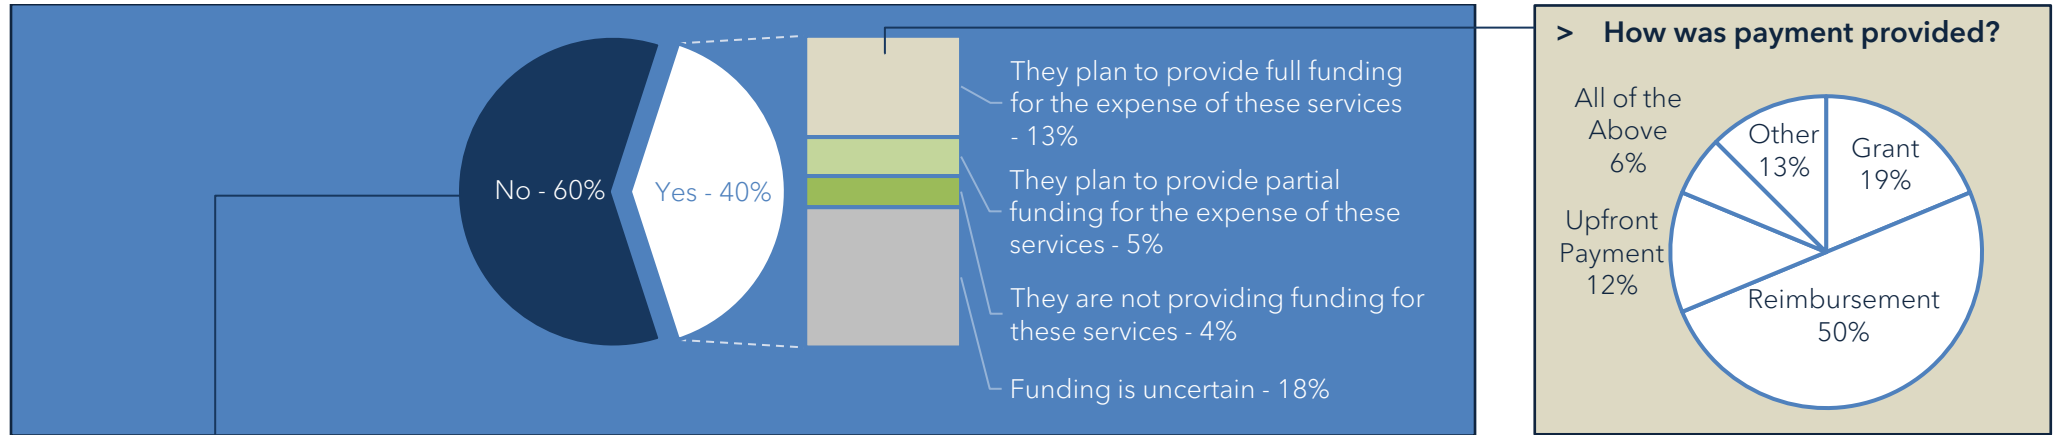 No - 60%
Yes - 40%
They plan to provide full funding
for the expense of these services
- 13%
They plan to provide partial
funding for the expense of these
services - 5%
They are not providing funding for
these services - 4%
Funding is uncertain - 18%
> How was payment provided?
All of the
Above
6%
Other
13%
Grant
19%
Upfront
Payment
12%
Reimbursement
50%